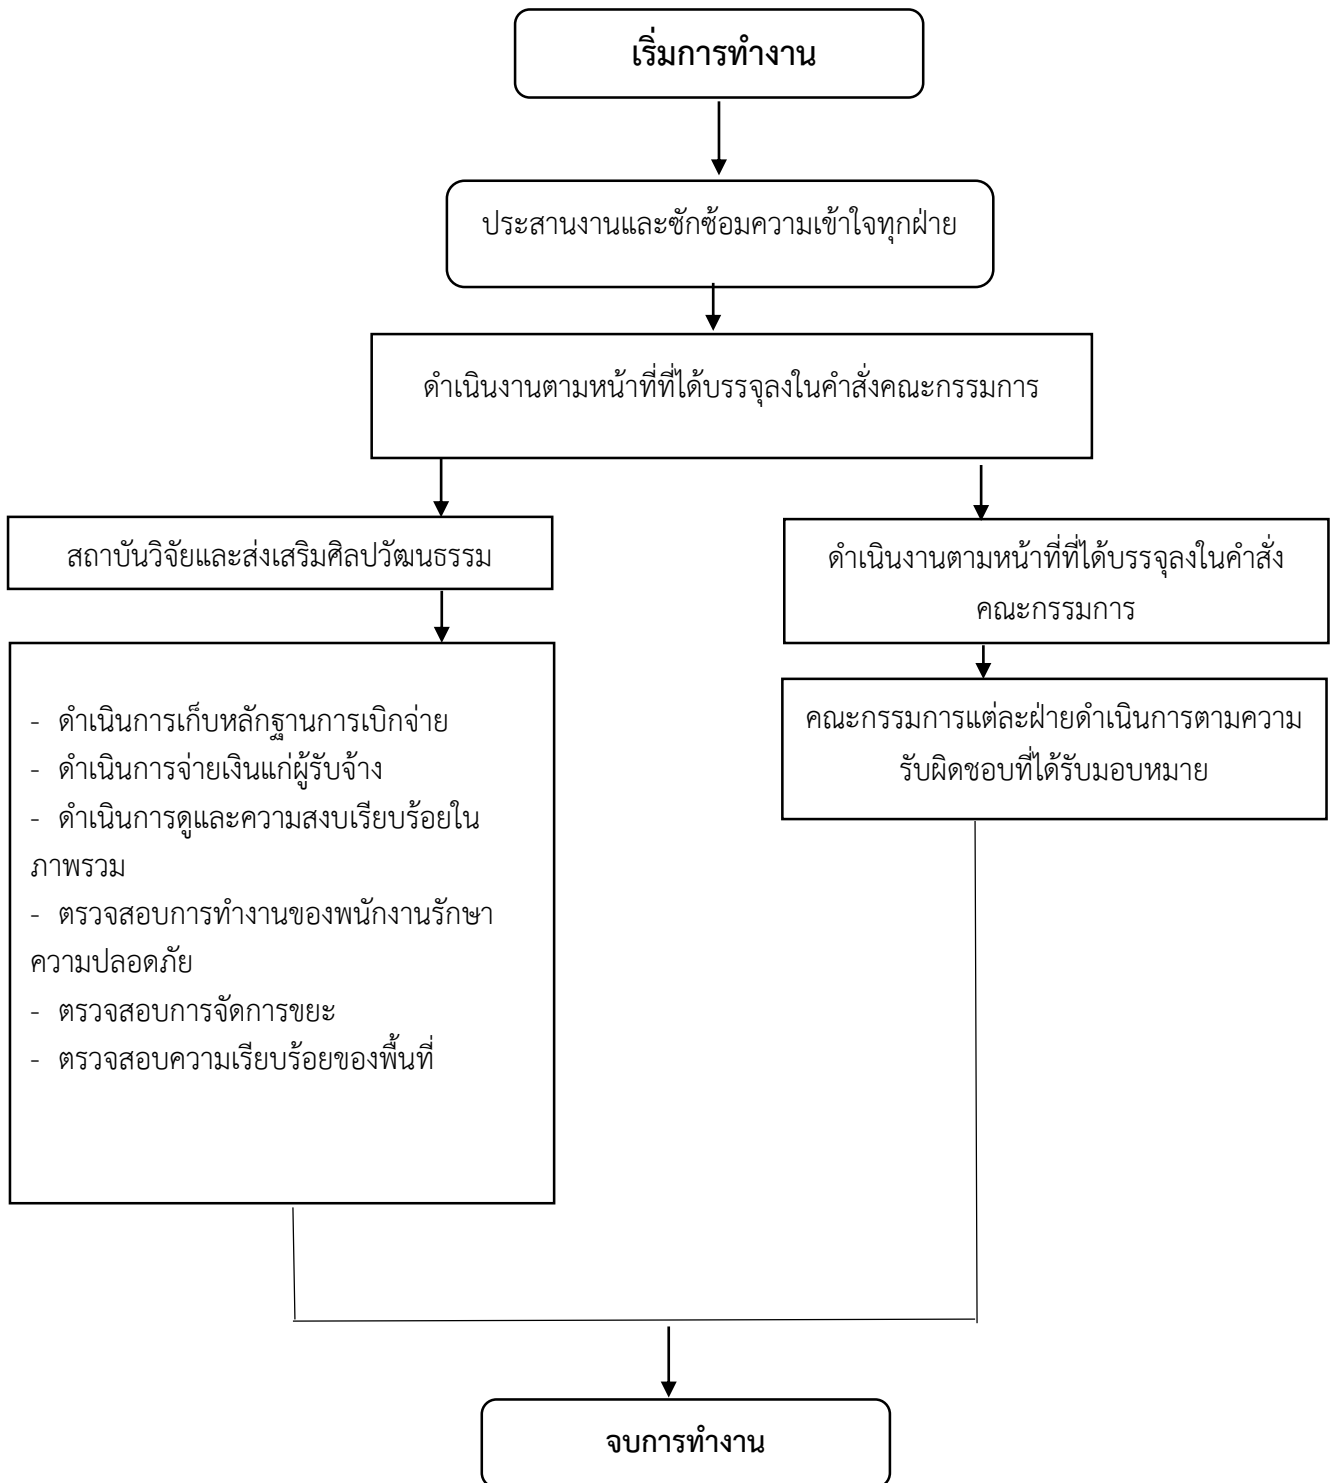 เริ่มการทำงาน
ประสานงานและซักซ้อมความเข้าใจทุกฝ่าย
ดำเนินงานตามหน้าที่ที่ได้บรรจุลงในคำสั่งคณะกรรมการ
สถาบันวิจัยและส่งเสริมศิลปวัฒนธรรม
- ดำเนินการเก็บหลักฐานการเบิกจ่าย
- ดำเนินการจ่ายเงินแก่ผู้รับจ้าง
- ดำเนินการดูและความสงบเรียบร้อยใน
ภาพรวม
- ตรวจสอบการทำงานของพนักงานรักษา
ความปลอดภัย
- ตรวจสอบการจัดการขยะ
- ตรวจสอบความเรียบร้อยของพื้นที่
ดำเนินงานตามหน้าที่ที่ได้บรรจุลงในคำสั่ง
คณะกรรมการ
คณะกรรมการแต่ละฝ่ายดำเนินการตามความ
รับผิดชอบที่ได้รับมอบหมาย
จบการทำงาน